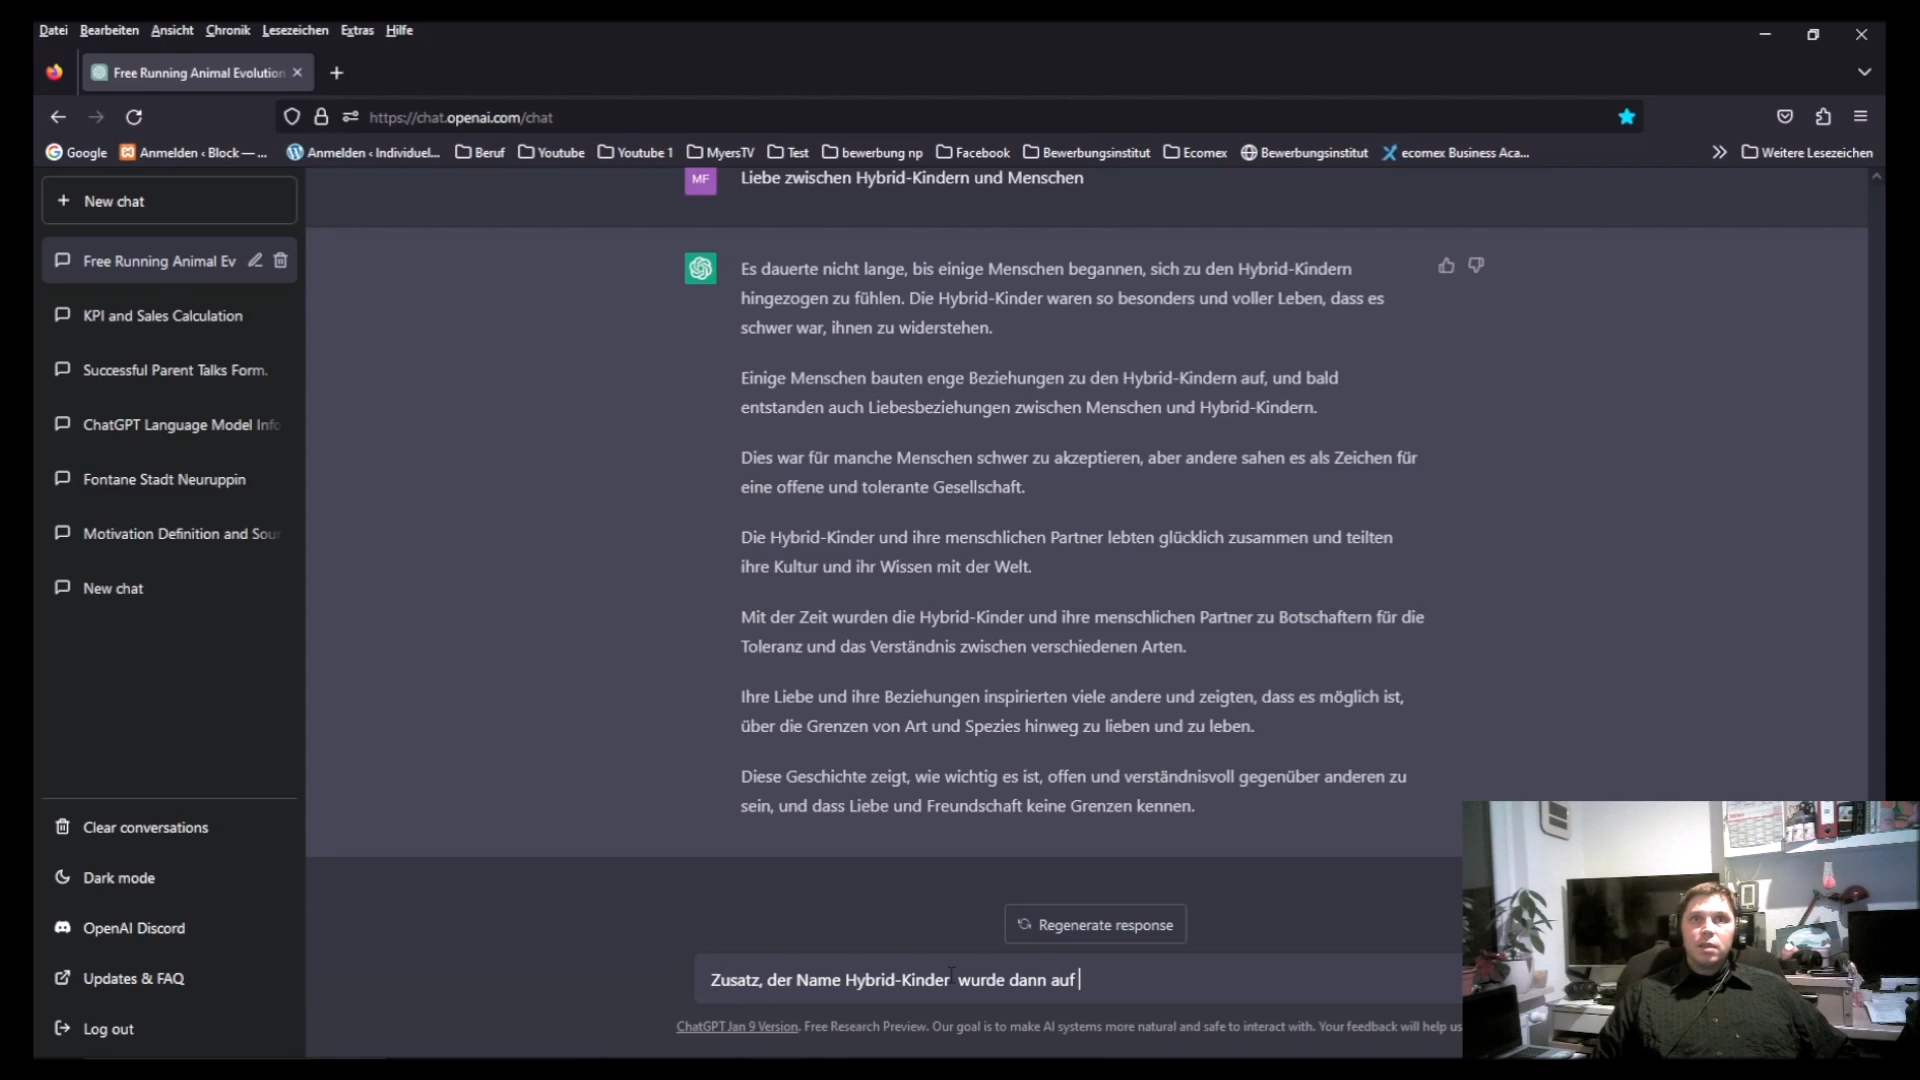 Datei Bearbeiten Ansicht Chronik Lesezeichen Extras Hilfe
Free Running Animal Evolution
https://chat.openai.com/chat
Google Anmelden ‹ Block — ... Anmelden ‹ Individuel... Beruf Youtube Youtube 1 MyersTV Test bewerbung np Facebook Bewerbungsinstitut Ecomex Bewerbungsinstitut ecomex Business Aca... Weitere Lesezeichen
New chat
Free Running Animal Ev
KPI and Sales Calculation
Successful Parent Talks Form.
ChatGPT Language Model Info
Fontane Stadt Neuruppin
Motivation Definition and Sour
New chat
Clear conversations
Dark mode
OpenAI Discord
Updates & FAQ
Log out
MF Liebe zwischen Hybrid-Kindern und Menschen
Es dauerte nicht lange, bis einige Menschen begannen, sich zu den Hybrid-Kindern
hingezogen zu fühlen. Die Hybrid-Kinder waren so besonders und voller Leben, dass es
schwer war, ihnen zu widerstehen.
Einige Menschen bauten enge Beziehungen zu den Hybrid-Kindern auf, und bald
entstanden auch Liebesbeziehungen zwischen Menschen und Hybrid-Kindern.
Dies war für manche Menschen schwer zu akzeptieren, aber andere sahen es als Zeichen für
eine offene und tolerante Gesellschaft.
Die Hybrid-Kinder und ihre menschlichen Partner lebten glücklich zusammen und teilten
ihre Kultur und ihr Wissen mit der Welt.
Mit der Zeit wurden die Hybrid-Kinder und ihre menschlichen Partner zu Botschaftern für die
Toleranz und das Verständnis zwischen verschiedenen Arten.
Ihre Liebe und ihre Beziehungen inspirierten viele andere und zeigten, dass es möglich ist,
über die Grenzen von Art und Spezies hinweg zu lieben und zu leben.
Diese Geschichte zeigt, wie wichtig es ist, offen und verständnisvoll gegenüber anderen zu
sein, und dass Liebe und Freundschaft keine Grenzen kennen.
Regenerate response
Zusatz, der Name Hybrid-Kinder wurde dann auf
ChatGPT Jan 9 Version. Free Research Preview. Our goal is to make AI systems more natural and safe to interact with. Your feedback will help us